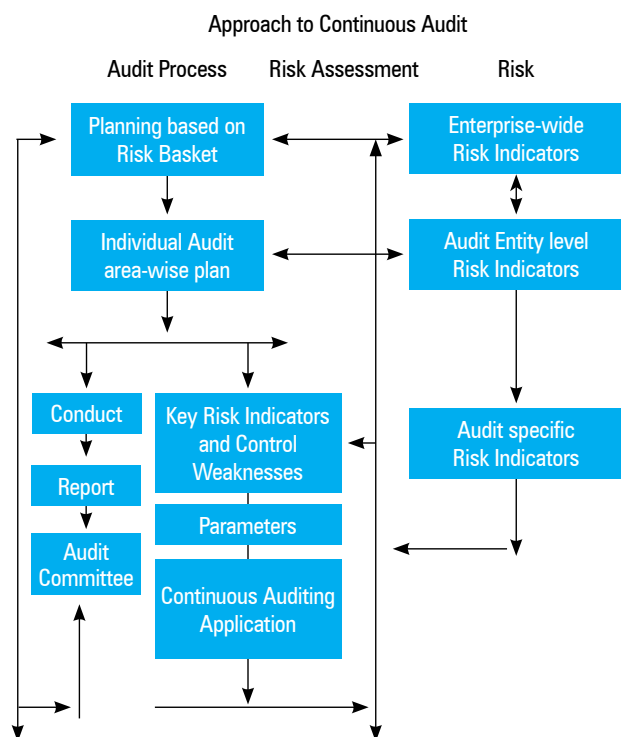 Approach to Continuous Audit
Audit Process Risk Assessment Risk
Planning based on
Risk Basket
Enterprise-wide
Risk Indicators
Individual Audit
area-wise plan
Audit Entity level
Risk Indicators
Conduct
Report
Audit
Committee
Key Risk Indicators
and Control
Weaknesses
Parameters
Continuous Auditing
Application
Audit specific
Risk Indicators